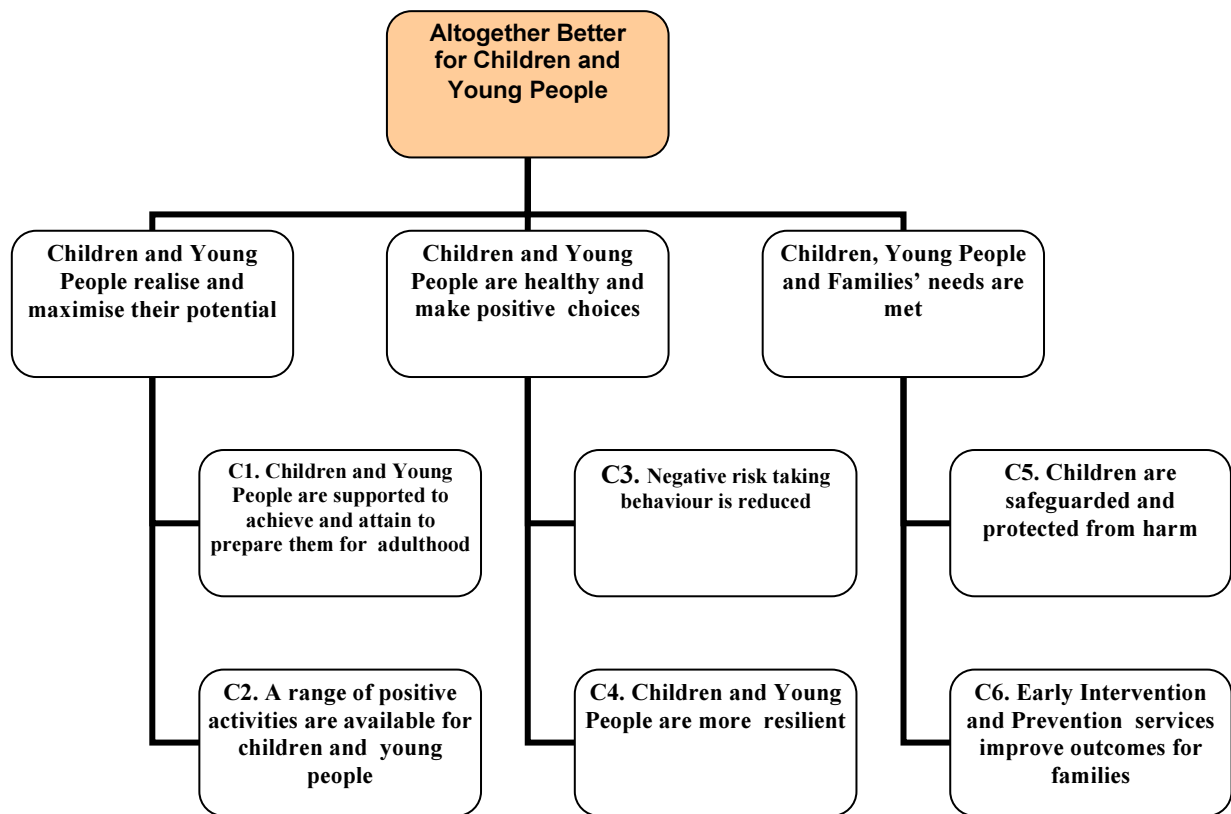 Altogether Better
for Children and
Young People
Children and Young
People realise and
maximise their potential
Children and Young
People are healthy and
make positive choices
Children, Young People
and Families’ needs are
met
C1. Children and Young
People are supported to
achieve and attain to
prepare them for adulthood
C2. A range of positive
activities are available for
children and young
people
C3. Negative risk taking
behaviour is reduced
C4. Children and Young
People are more resilient
C5. Children are
safeguarded and
protected from harm
C6. Early Intervention
and Prevention services
improve outcomes for
families